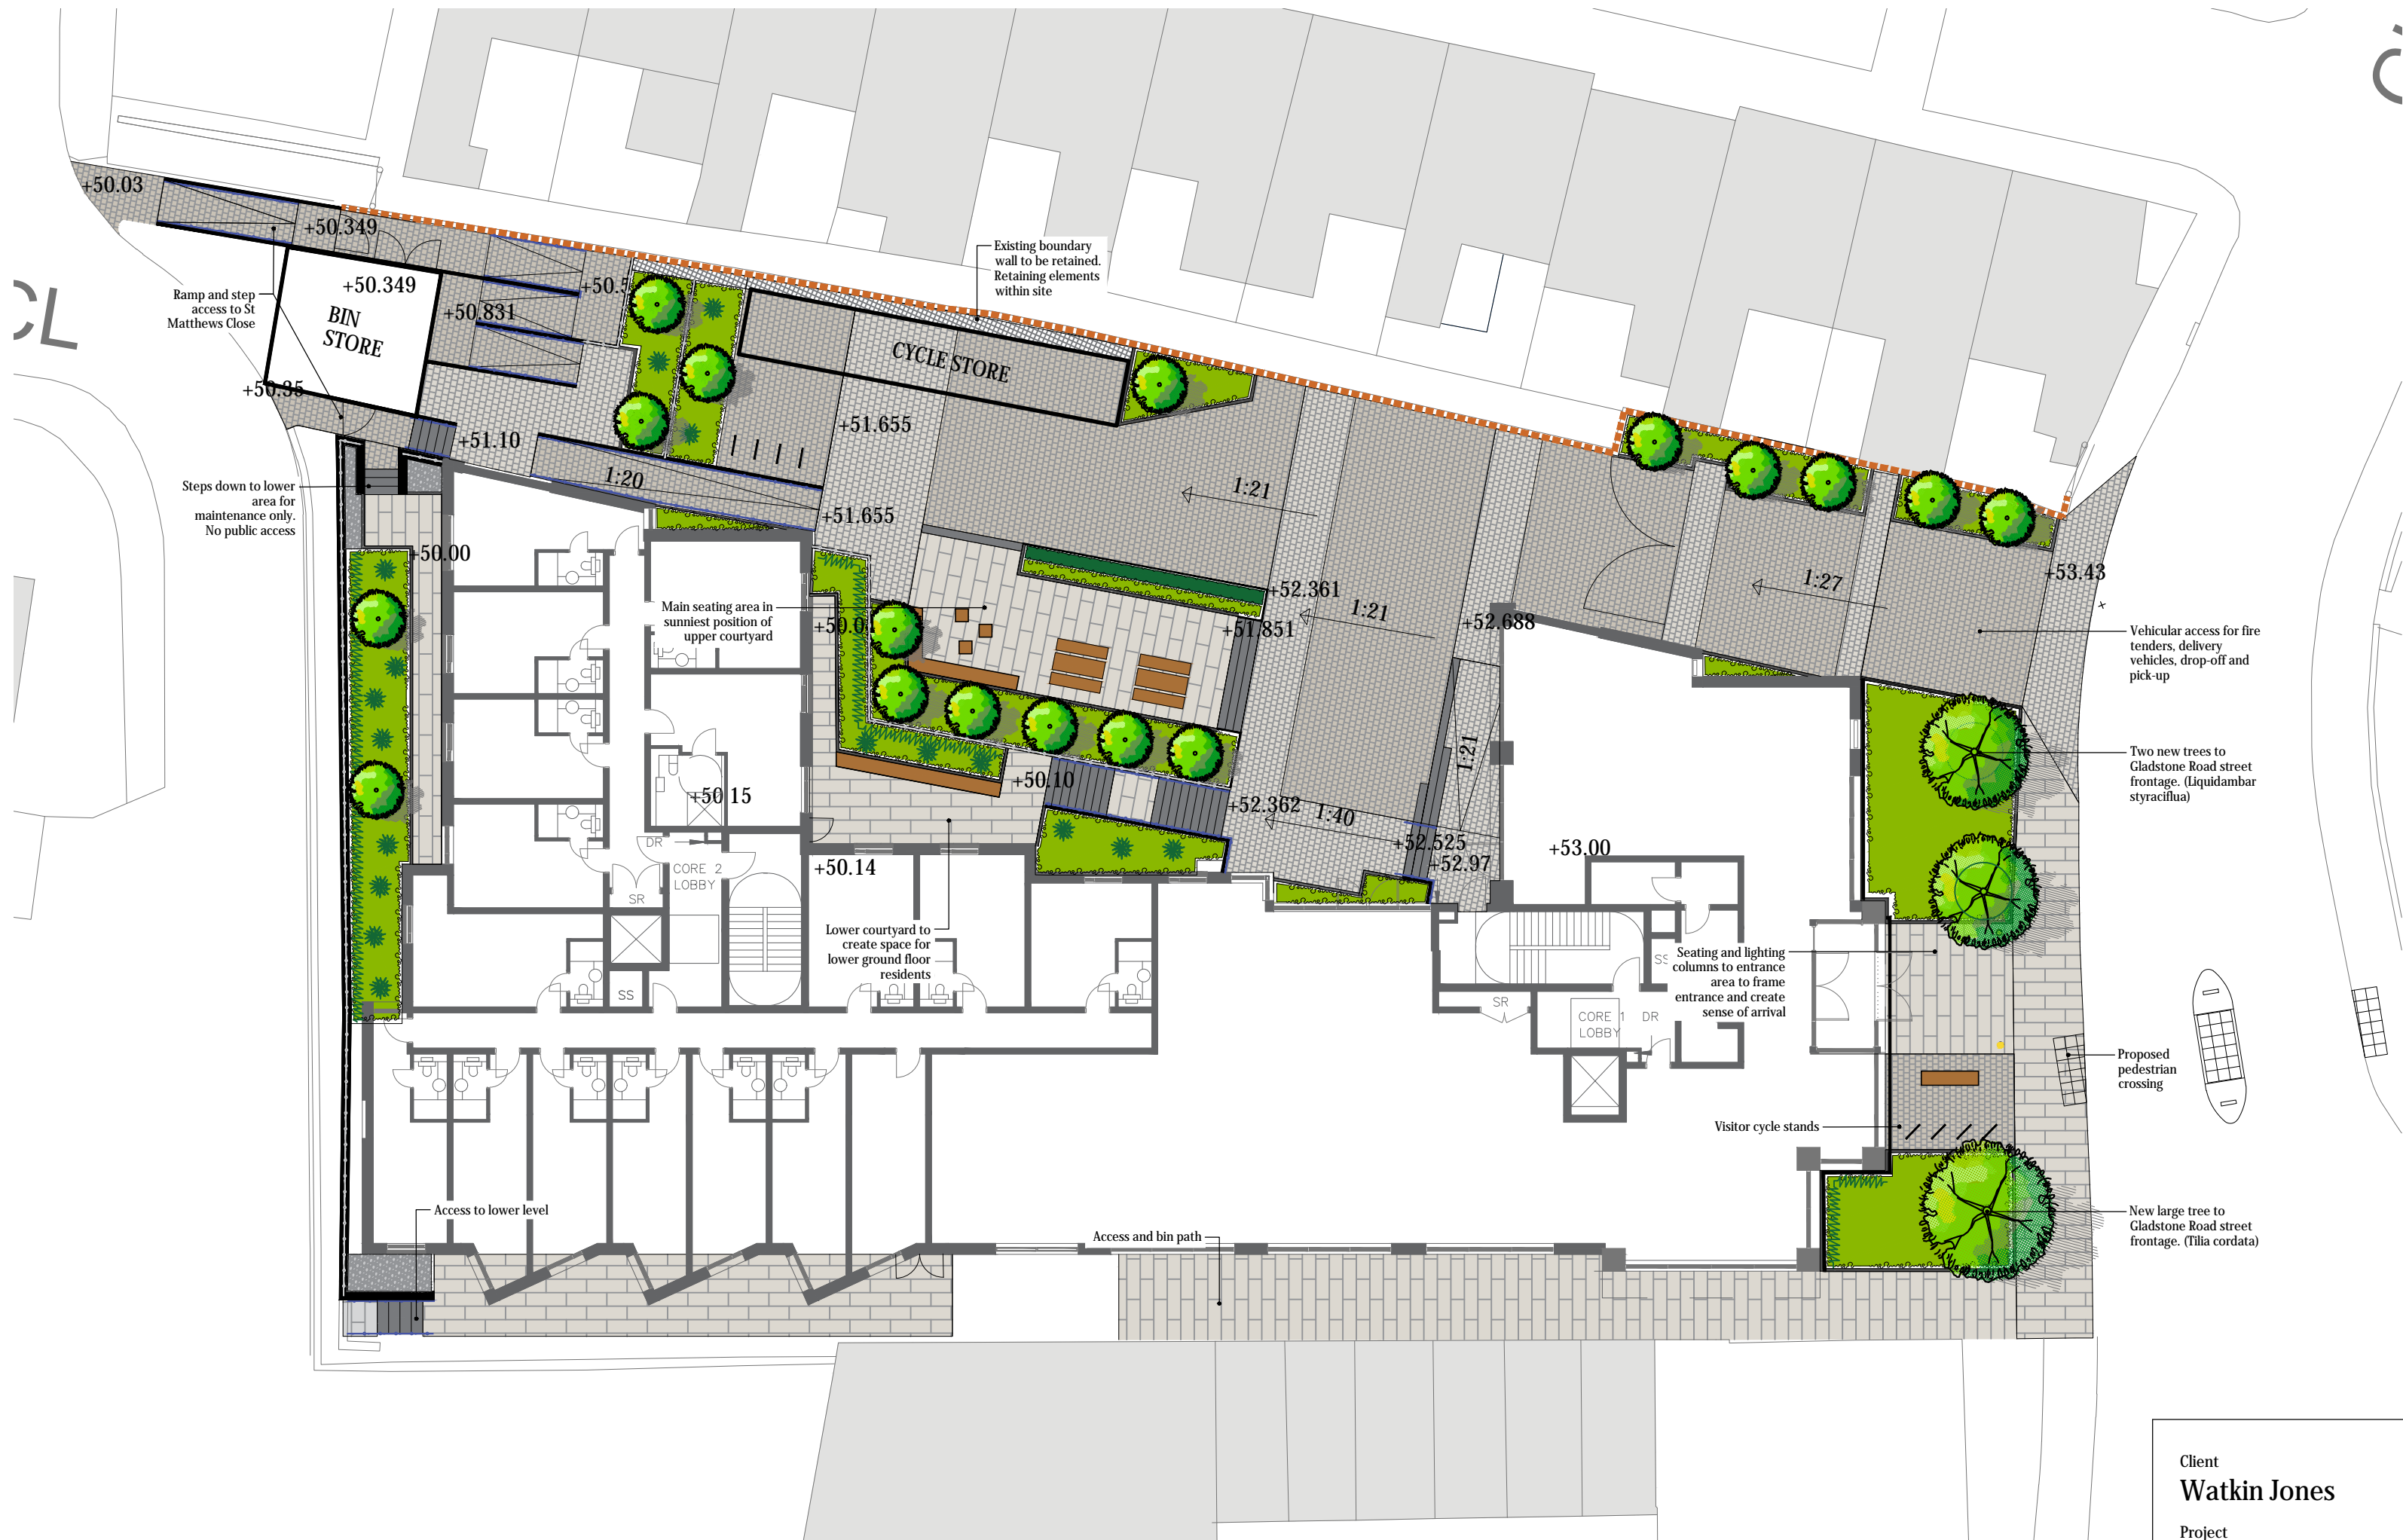 CL
+50.03
+50.349
+50.349
BIN
STORE
+50.831
+50.35
+51.10
1:20
CYCLE STORE
+51.655
+51.655
Existing boundary
wall to be retained.
Retaining elements
within site
Ramp and step
access to St
Matthews Close
Steps down to lower
area for
maintenance only.
No public access
+50.00
Main seating area in
sunniest position of
upper courtyard
1:21
1:21
1:27
+52.361
+51.851
+52.688
+53.43
Vehicular access for fire
tenders, delivery
vehicles, drop-off and
pick-up
Two new trees to
Gladstone Road street
frontage. (Liquidambar
styraciflua)
1:21
+50.10
+50.15
+52.362
1:40
+52.525
+52.97
+53.00
+50.14
DR
CORE 2
LOBBY
SR
SS
Lower courtyard to
create space for
lower ground floor
residents
Seating and lighting
columns to entrance
area to frame
entrance and create
sense of arrival
SS
SR
CORE 1
LOBBY
DR
Proposed
pedestrian
crossing
Visitor cycle stands
Access to lower level
Access and bin path
New large tree to
Gladstone Road street
frontage. (Tilia cordata)
Client
Watkin Jones
Project